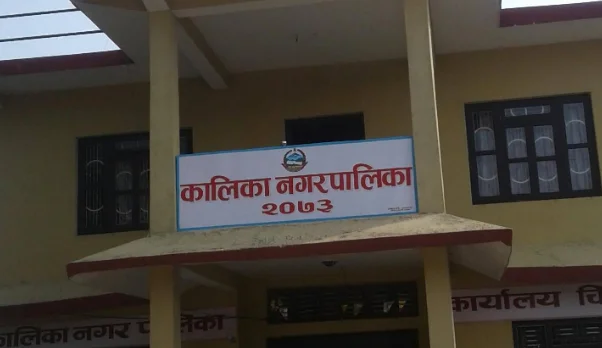 कालिका नगरपालिका
२०७३
कालिका नगर पालिका
कार्यालय